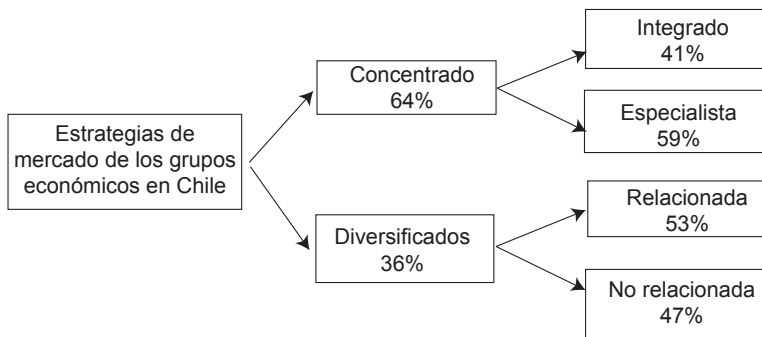 Estrategias de
mercado de los grupos
económicos en Chile
Concentrado
64%
Integrado
41%
Especialista
59%
Diversificados
36%
Relacionada
53%
No relacionada
47%